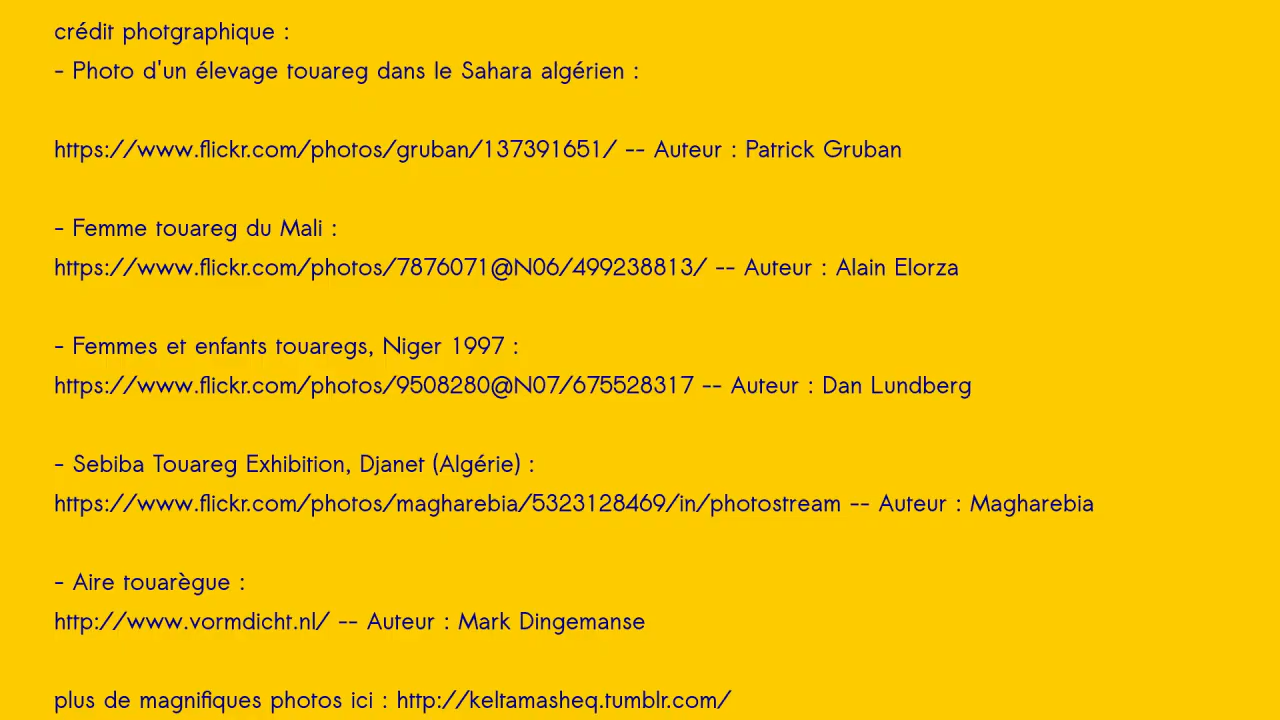 crédit photgraphique :
- Photo d'un élevage touareg dans le Sahara algérien :
https://www.flickr.com/photos/gruban/137391651/ -- Auteur : Patrick Gruban
- Femme touareg du Mali :
https://www.flickr.com/photos/7876071@N06/499238813/ -- Auteur : Alain Elorza
- Femmes et enfants touaregs, Niger 1997 :
https://www.flickr.com/photos/9508280@N07/675528317 -- Auteur : Dan Lundberg
- Sebiba Touareg Exhibition, Djanet (Algérie) :
https://www.flickr.com/photos/magharebia/5323128469/in/photostream -- Auteur : Magharebia
- Aire touarègue :
http://www.vormdicht.nl/ -- Auteur : Mark Dingemanse
plus de magnifiques photos ici : http://keltamasheq.tumblr.com/